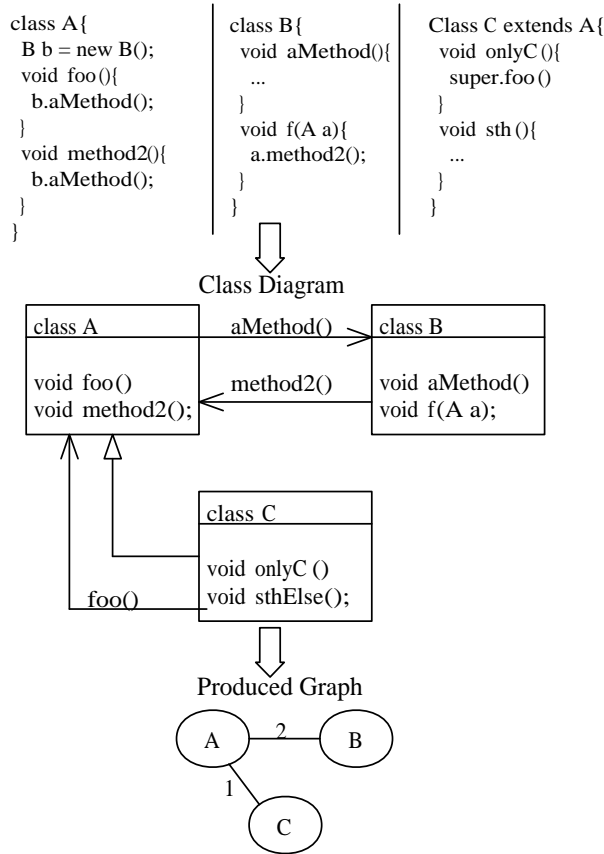 class A{
B b = new B();
void foo(){
b.aMethod();
}
void method2(){
b.aMethod();
}
}
class B{
void aMethod(){
...
}
void f(A a){
a.method2();
}
}
Class C extends A{
void onlyC(){
super.foo()
}
void sth(){
...
}
}
Class Diagram
class A
void foo()
void method2();
aMethod()
method2()
class B
void aMethod()
void f(A a);
class C
void onlyC ()
void sthElse();
foo()
Produced Graph
A
2
B
1
C